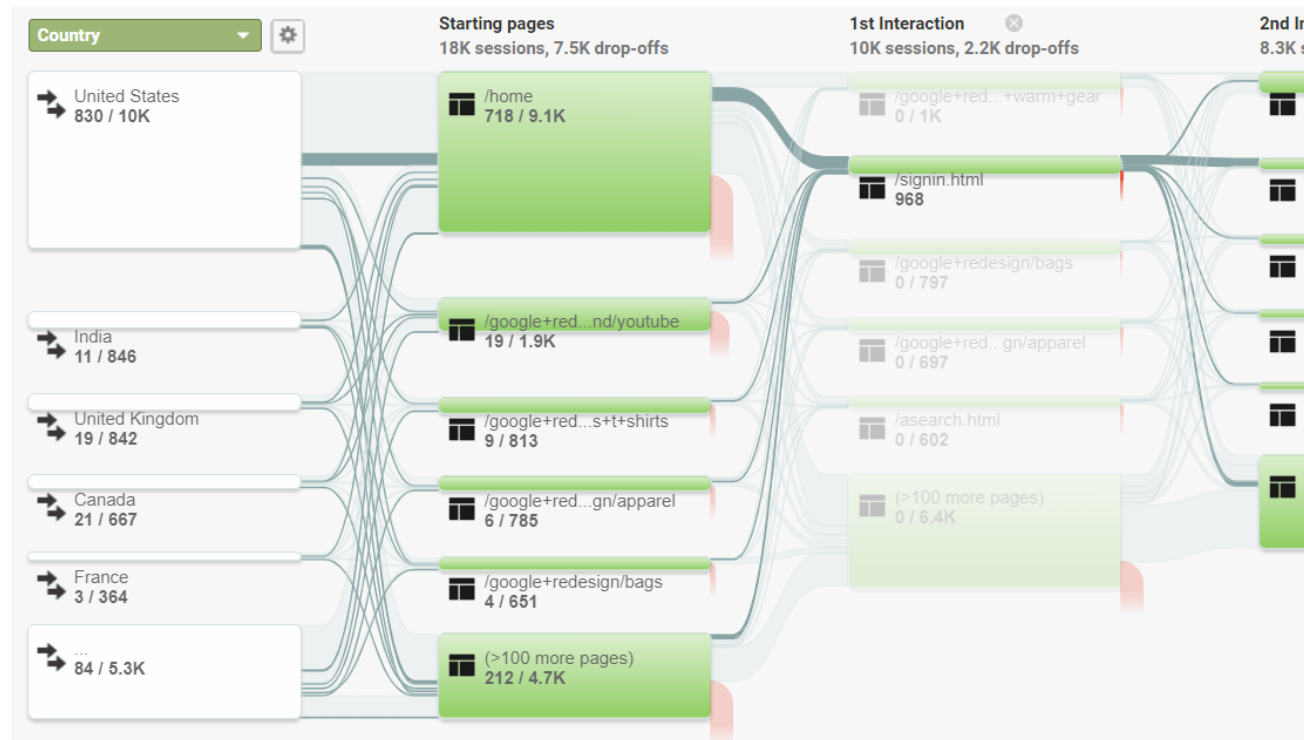 Country
Starting pages
18K sessions, 7.5K drop-offs
1st Interaction
10K sessions, 2.2K drop-offs
2nd In
8.3K s
United States
830 / 10K
India
11 / 846
United Kingdom
19 / 842
Canada
21 / 667
France
3 / 364
...
84 / 5.3K
/home
718 / 9.1K
/google+red...nd/youtube
19 / 1.9K
/google+red...s+t+shirts
9 / 813
/google+red...gn/apparel
6 / 785
/google+redesign/bags
4 / 651
(>100 more pages)
212 / 4.7K
/google+red...+warm+gear
0 / 1K
/signin.html
968
/google+redesign/bags
0 / 797
/google+red...gn/apparel
0 / 697
/asearch.html
0 / 602
(>100 more pages)
0 / 6.4K